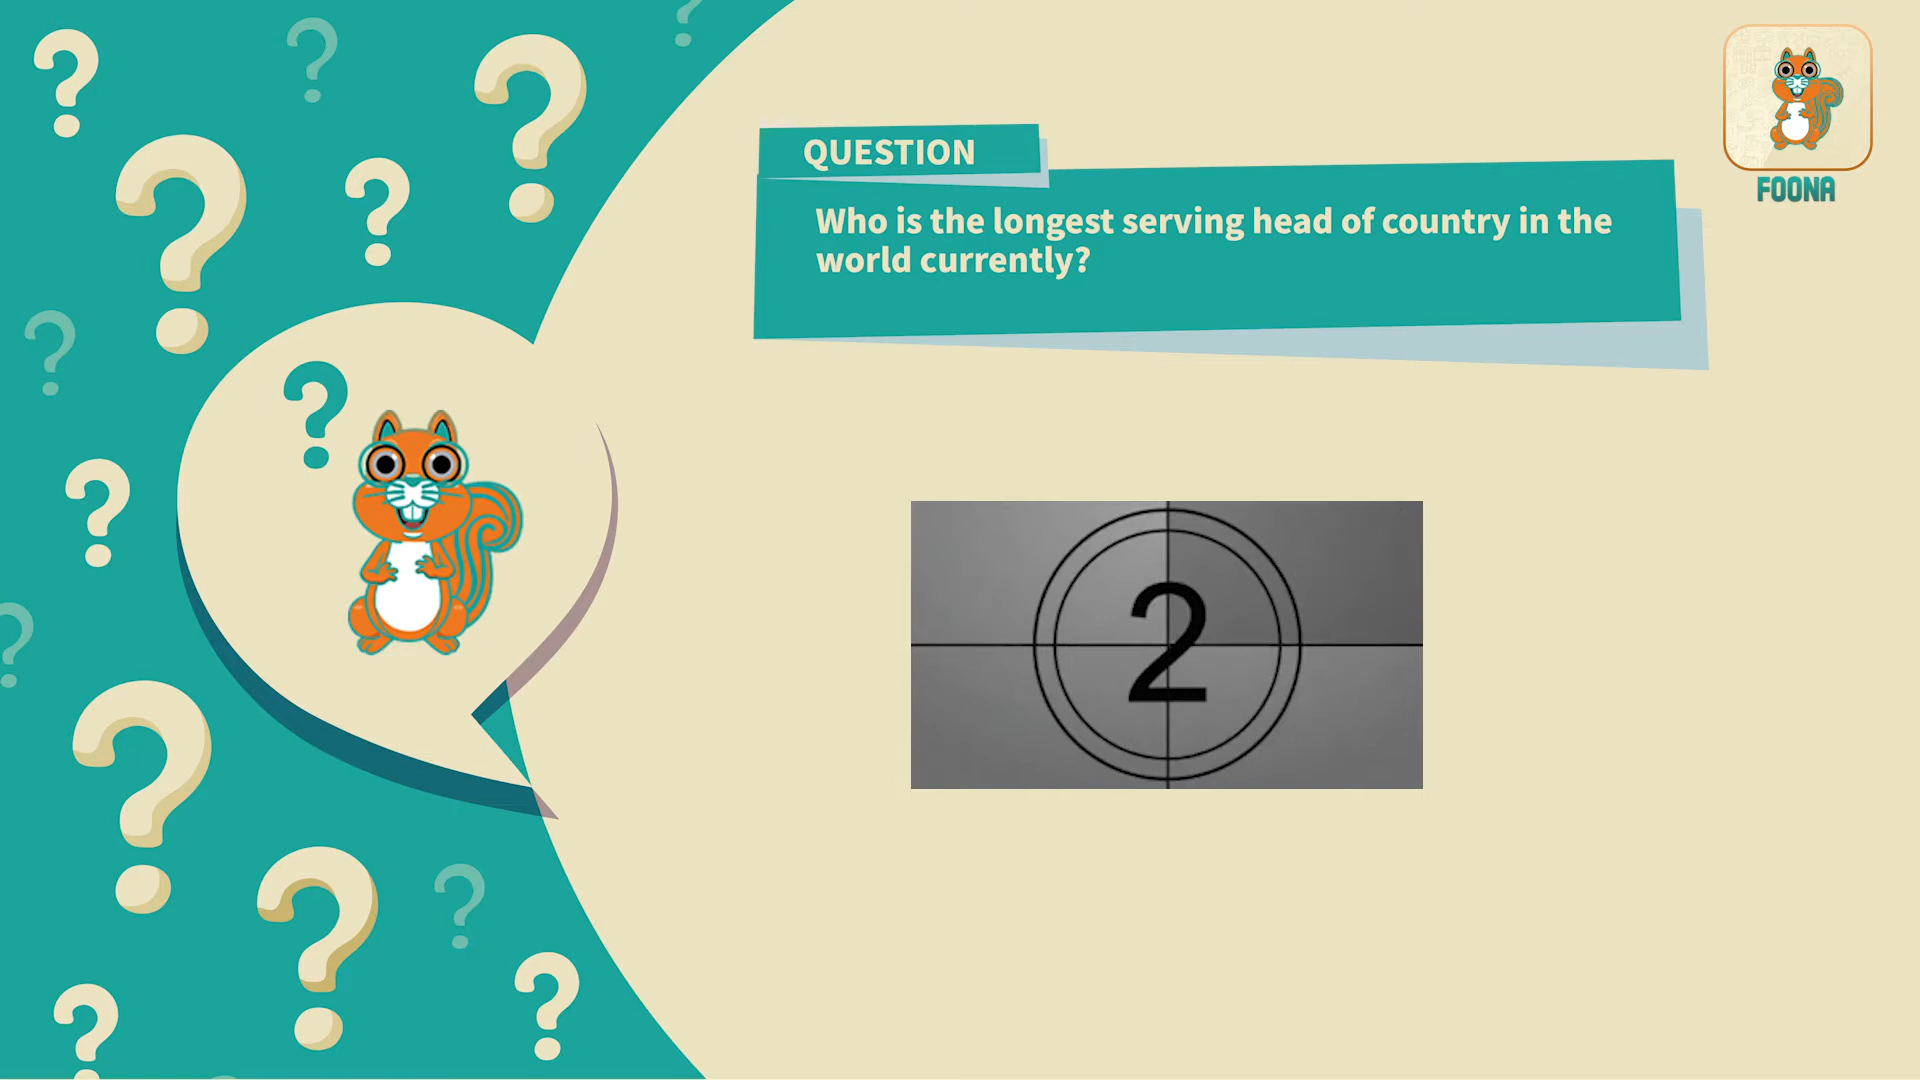 QUESTION
Who is the longest serving head of country in the
world currently?
FOONA
2